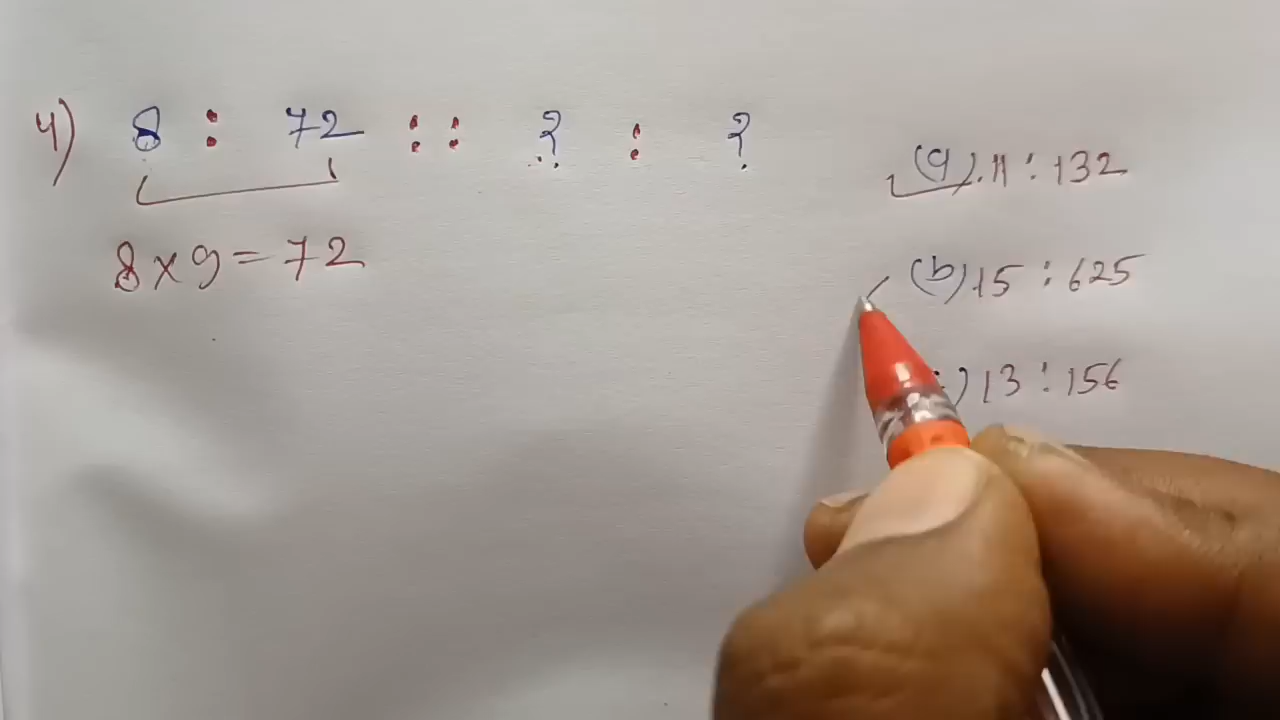 4) 8 : 72 :: ? : ?
8 x 9 = 72
(a) 11 : 132
(b) 15 : 625
) 13 : 156